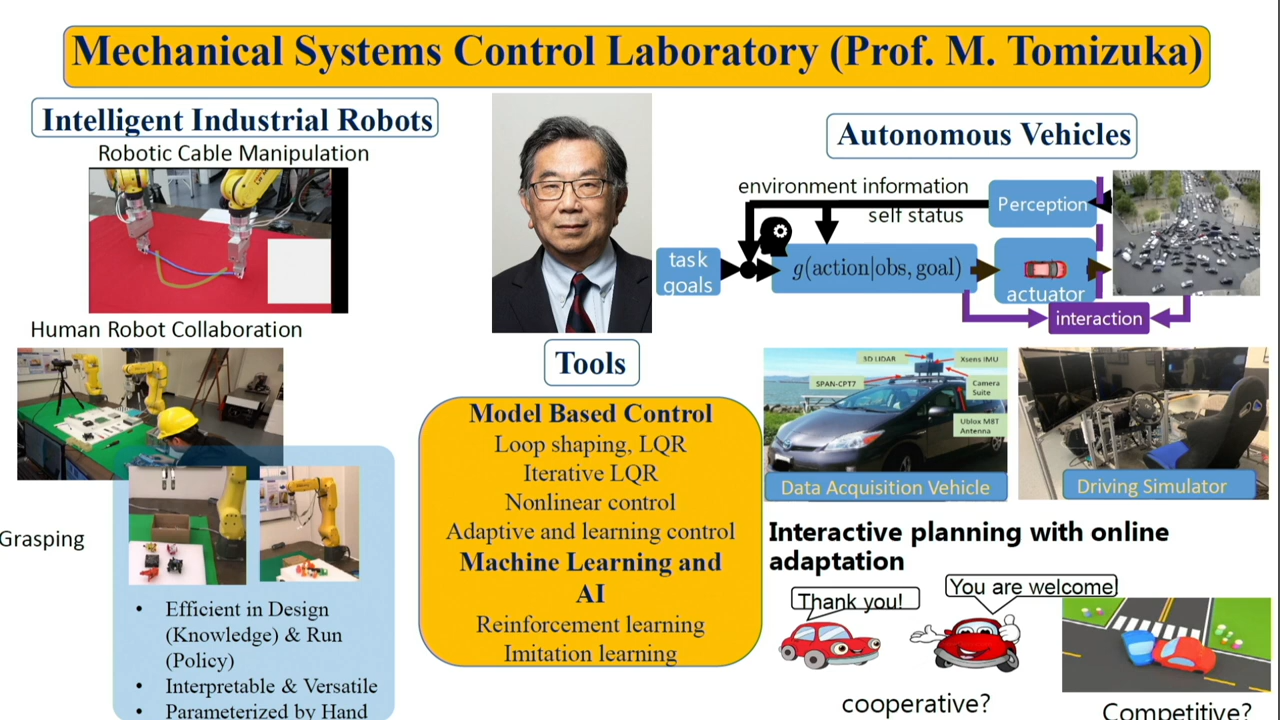 Mechanical Systems Control Laboratory (Prof. M. Tomizuka)
Intelligent Industrial Robots
Robotic Cable Manipulation
Human Robot Collaboration
Grasping
• Efficient in Design
(Knowledge) & Run
(Policy)
• Interpretable & Versatile
• Parameterized by Hand
Tools
Model Based Control
Loop shaping, LQR
Iterative LQR
Nonlinear control
Adaptive and learning control
Machine Learning and
AI
Reinforcement learning
Imitation learning
Autonomous Vehicles
environment information
self status
Perception
task
goals
g(action|obs, goal)
actuator
interaction
3D LIDAR
Xsens IMU
SPAN-CPT7
Camera
Suite
Ublox M8T
Antenna
Data Acquisition Vehicle
Driving Simulator
Interactive planning with online
adaptation
Thank you!
You are welcome!
cooperative?
Competitive?